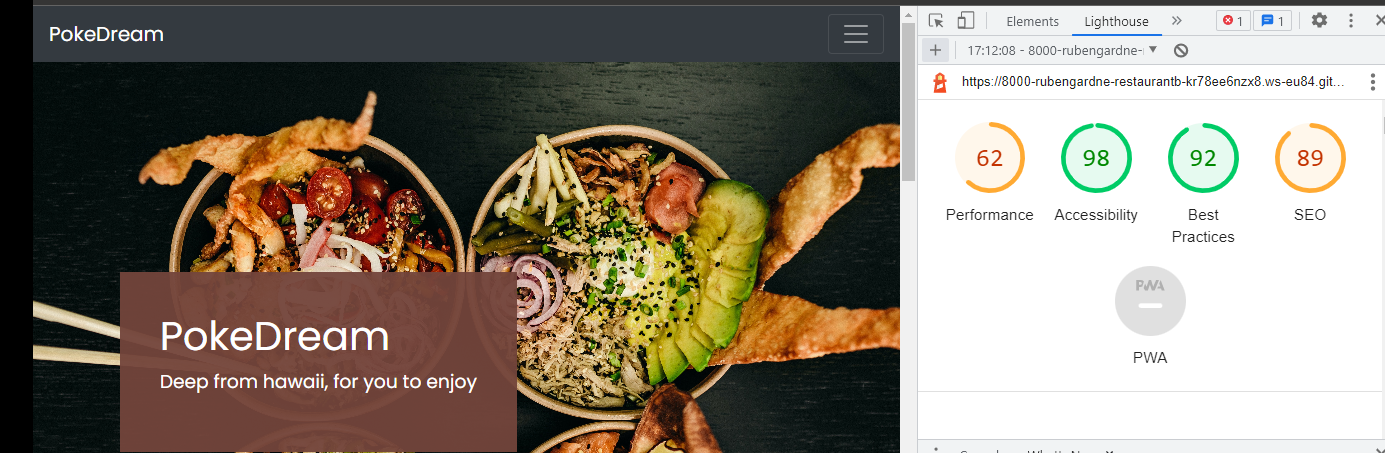 PokeDream
PokeDream
Deep from hawaii, for you to enjoy
Elements Lighthouse » 1 1
17:12:08 - 8000-rubengardne-
https://8000-rubengardne-restaurantb-kr78ee6nzx8.ws-eu84.git...
62 98 92 89
Performance Accessibility Best Practices SEO
PWA
PWA